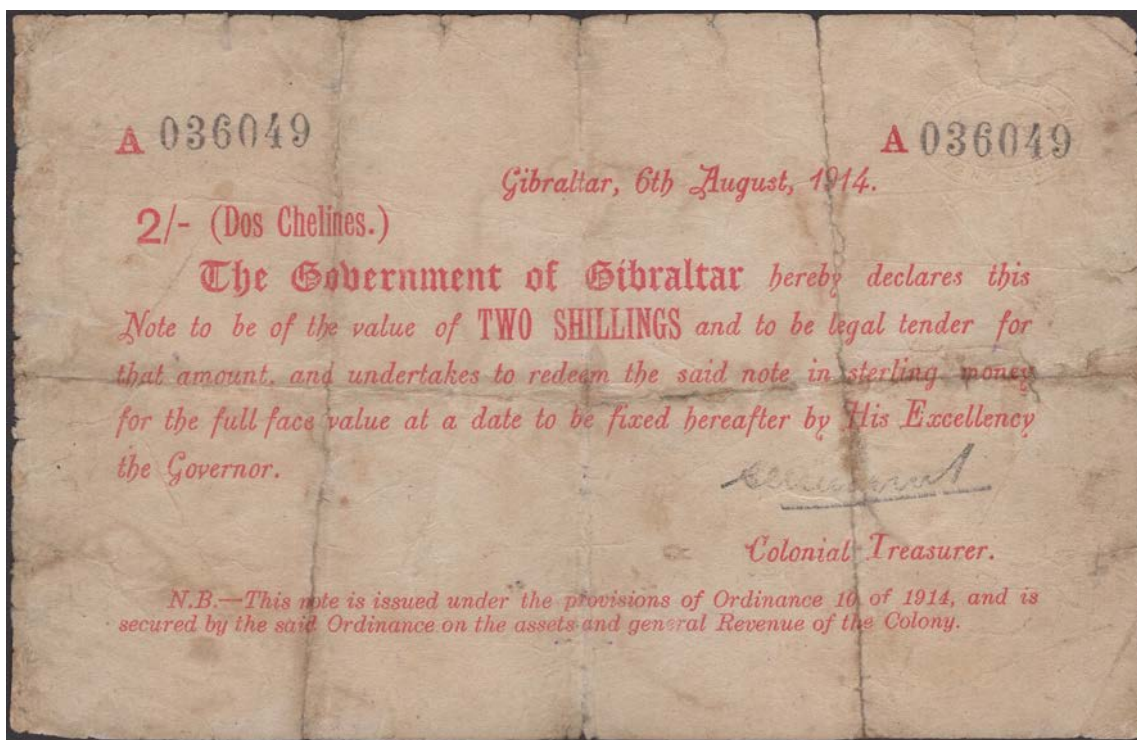 A 036049 A 036049
Gibraltar, 6th August, 1914.
2/- (Dos Chelines.)
The Government of Gibraltar hereby declares this
Note to be of the value of TWO SHILLINGS and to be legal tender for
that amount, and undertakes to redeem the said note in sterling money
for the full face value at a date to be fixed hereafter by His Excellency
the Governor.
Colonial Treasurer.
N.B.—This note is issued under the provisions of Ordinance 10 of 1914, and is
secured by the said Ordinance on the assets and general Revenue of the Colony.